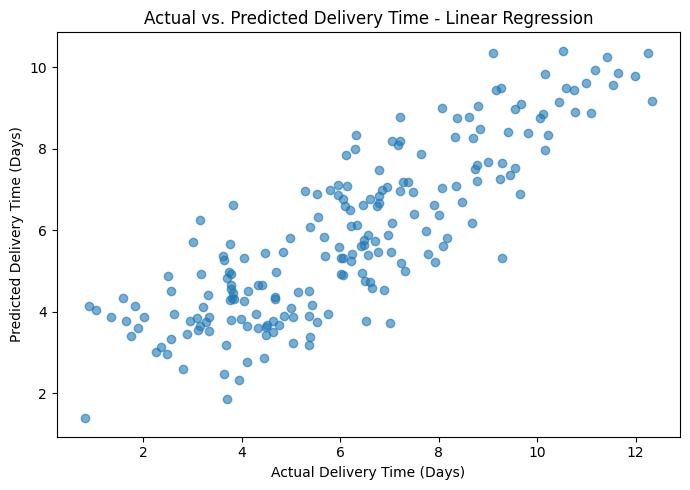 Actual vs. Predicted Delivery Time - Linear Regression
Predicted Delivery Time (Days)
10
8
6
4
2
2 4 6 8 10 12
Actual Delivery Time (Days)